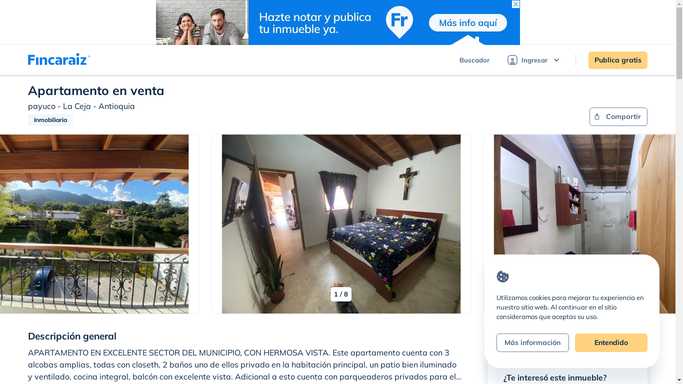 Hazte notar y publica
tu inmueble ya.
Fr
Más info aquí
Fincaraiz
Buscador
Ingresar
Publica gratis
Apartamento en venta
payuco - La Ceja - Antioquia
Inmobiliaria
Compartir
1 / 8
Utilizamos cookies para mejorar tu experiencia en
nuestro sitio web. Al continuar en el sitio
consideramos que aceptas su uso.
Más información
Entendido
Descripción general
APARTAMENTO EN EXCELENTE SECTOR DEL MUNICIPIO, CON HERMOSA VISTA. Este apartamento cuenta con 3
alcobas amplias, todas con closeth, 2 baños uno de ellos privado en la habitación principal, un patio bien iluminado
y ventilado, cocina integral, balcón con excelente vista. Adicional a esto cuenta con parqueaderos privados para el...
¿Te interesó este inmueble?